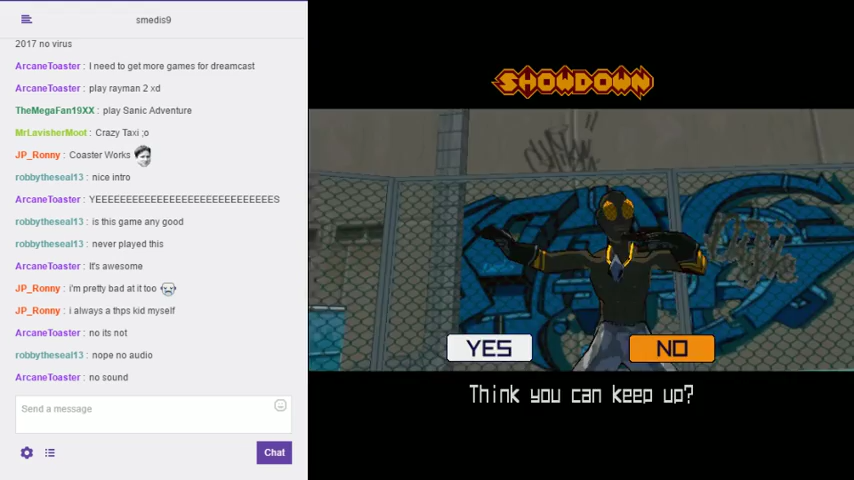 smedis9
2017 no virus
ArcaneToaster : I need to get more games for dreamcast
ArcaneToaster : play rayman 2 xd
TheMegaFan19XX : play Sanic Adventure
MrLavisherMoot : Crazy Taxi ;o
JP_Ronny : Coaster Works
robbytheseal13 : nice intro
ArcaneToaster : YEEEEEEEEEEEEEEEEEEEEEEEEEEEEES
robbytheseal13 : is this game any good
robbytheseal13 : never played this
ArcaneToaster : It's awesome
JP_Ronny : i'm pretty bad at it too
JP_Ronny : i always a thps kid myself
ArcaneToaster : no its not
robbytheseal13 : nope no audio
ArcaneToaster : no sound
Send a message
Chat
SHOWDOWN
YES NO
Think you can keep up?